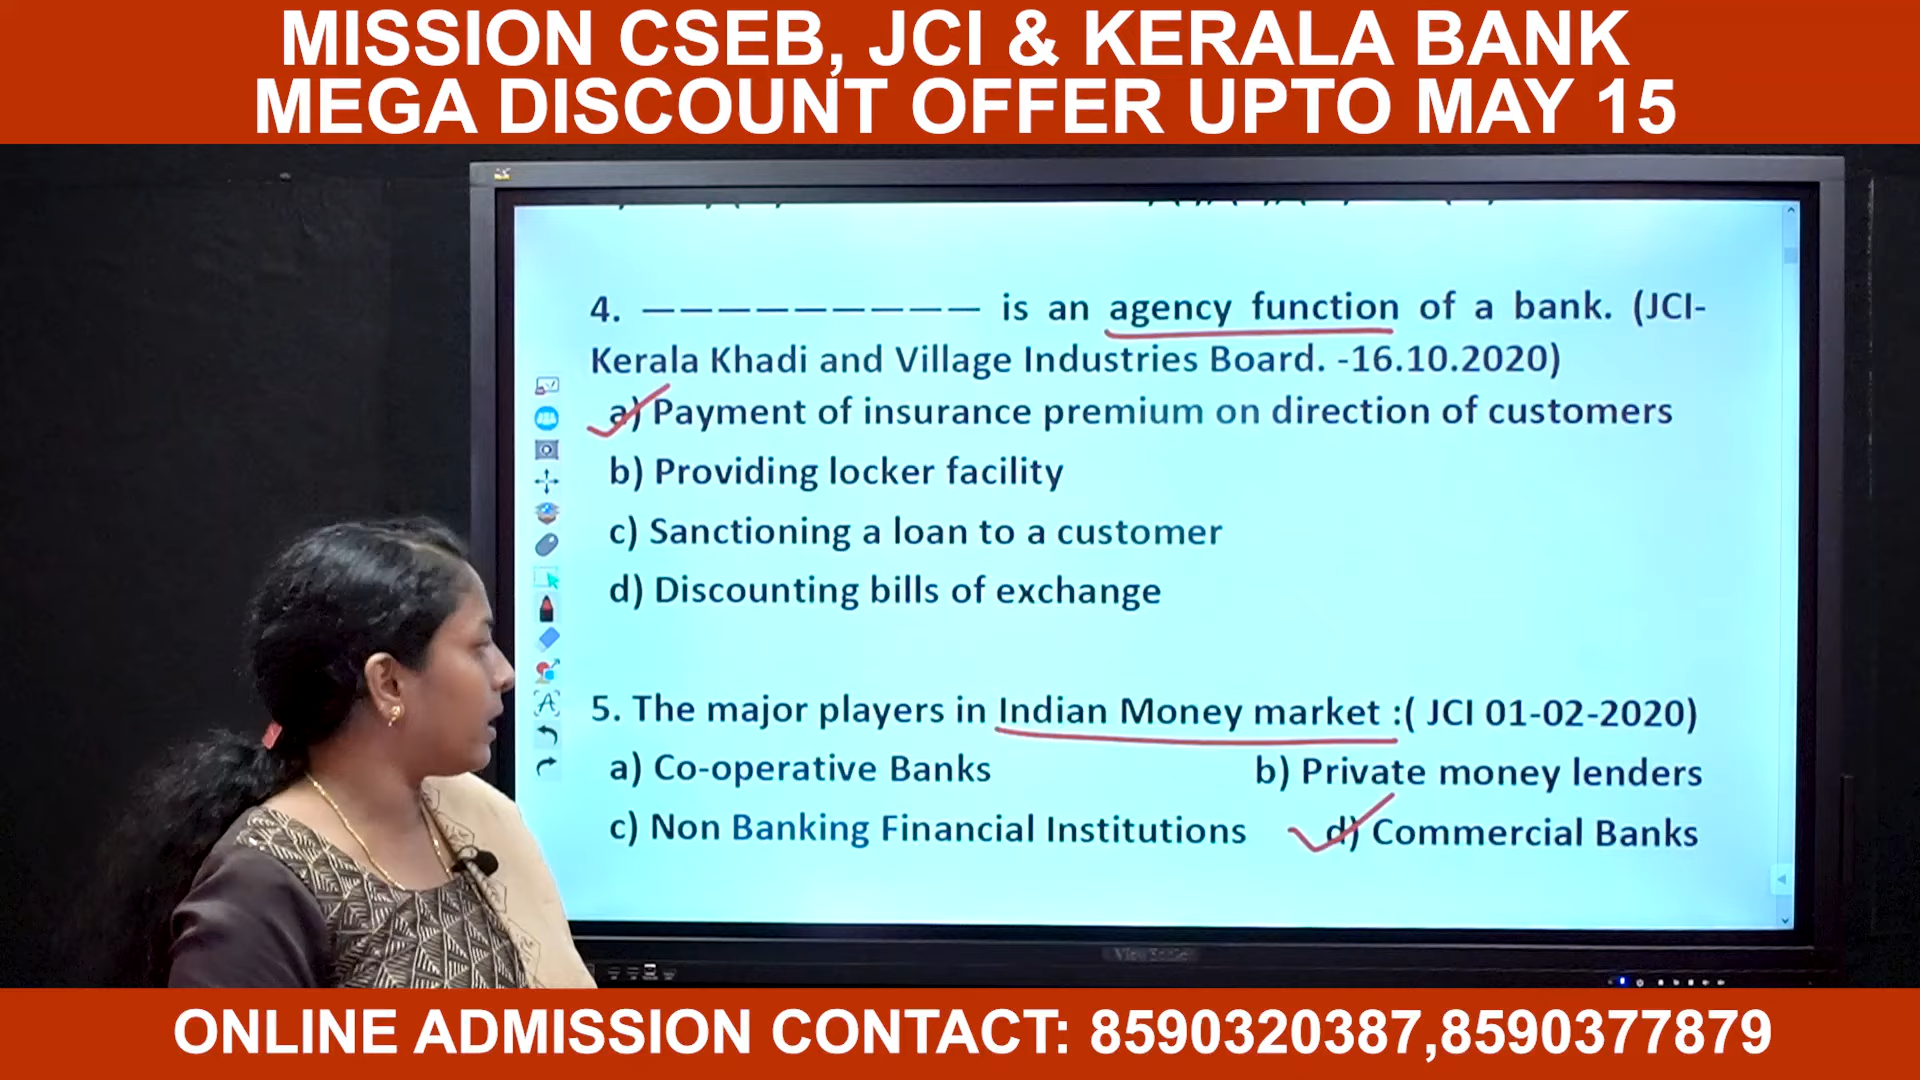 MISSION CSEB, JCI & KERALA BANK
MEGA DISCOUNT OFFER UPTO MAY 15
4. ————————— is an agency function of a bank. (JCI-
Kerala Khadi and Village Industries Board. -16.10.2020)
a) Payment of insurance premium on direction of customers
b) Providing locker facility
c) Sanctioning a loan to a customer
d) Discounting bills of exchange
5. The major players in Indian Money market :( JCI 01-02-2020)
a) Co-operative Banks b) Private money lenders
c) Non Banking Financial Institutions d) Commercial Banks
ViewSonic
ONLINE ADMISSION CONTACT: 8590320387,8590377879